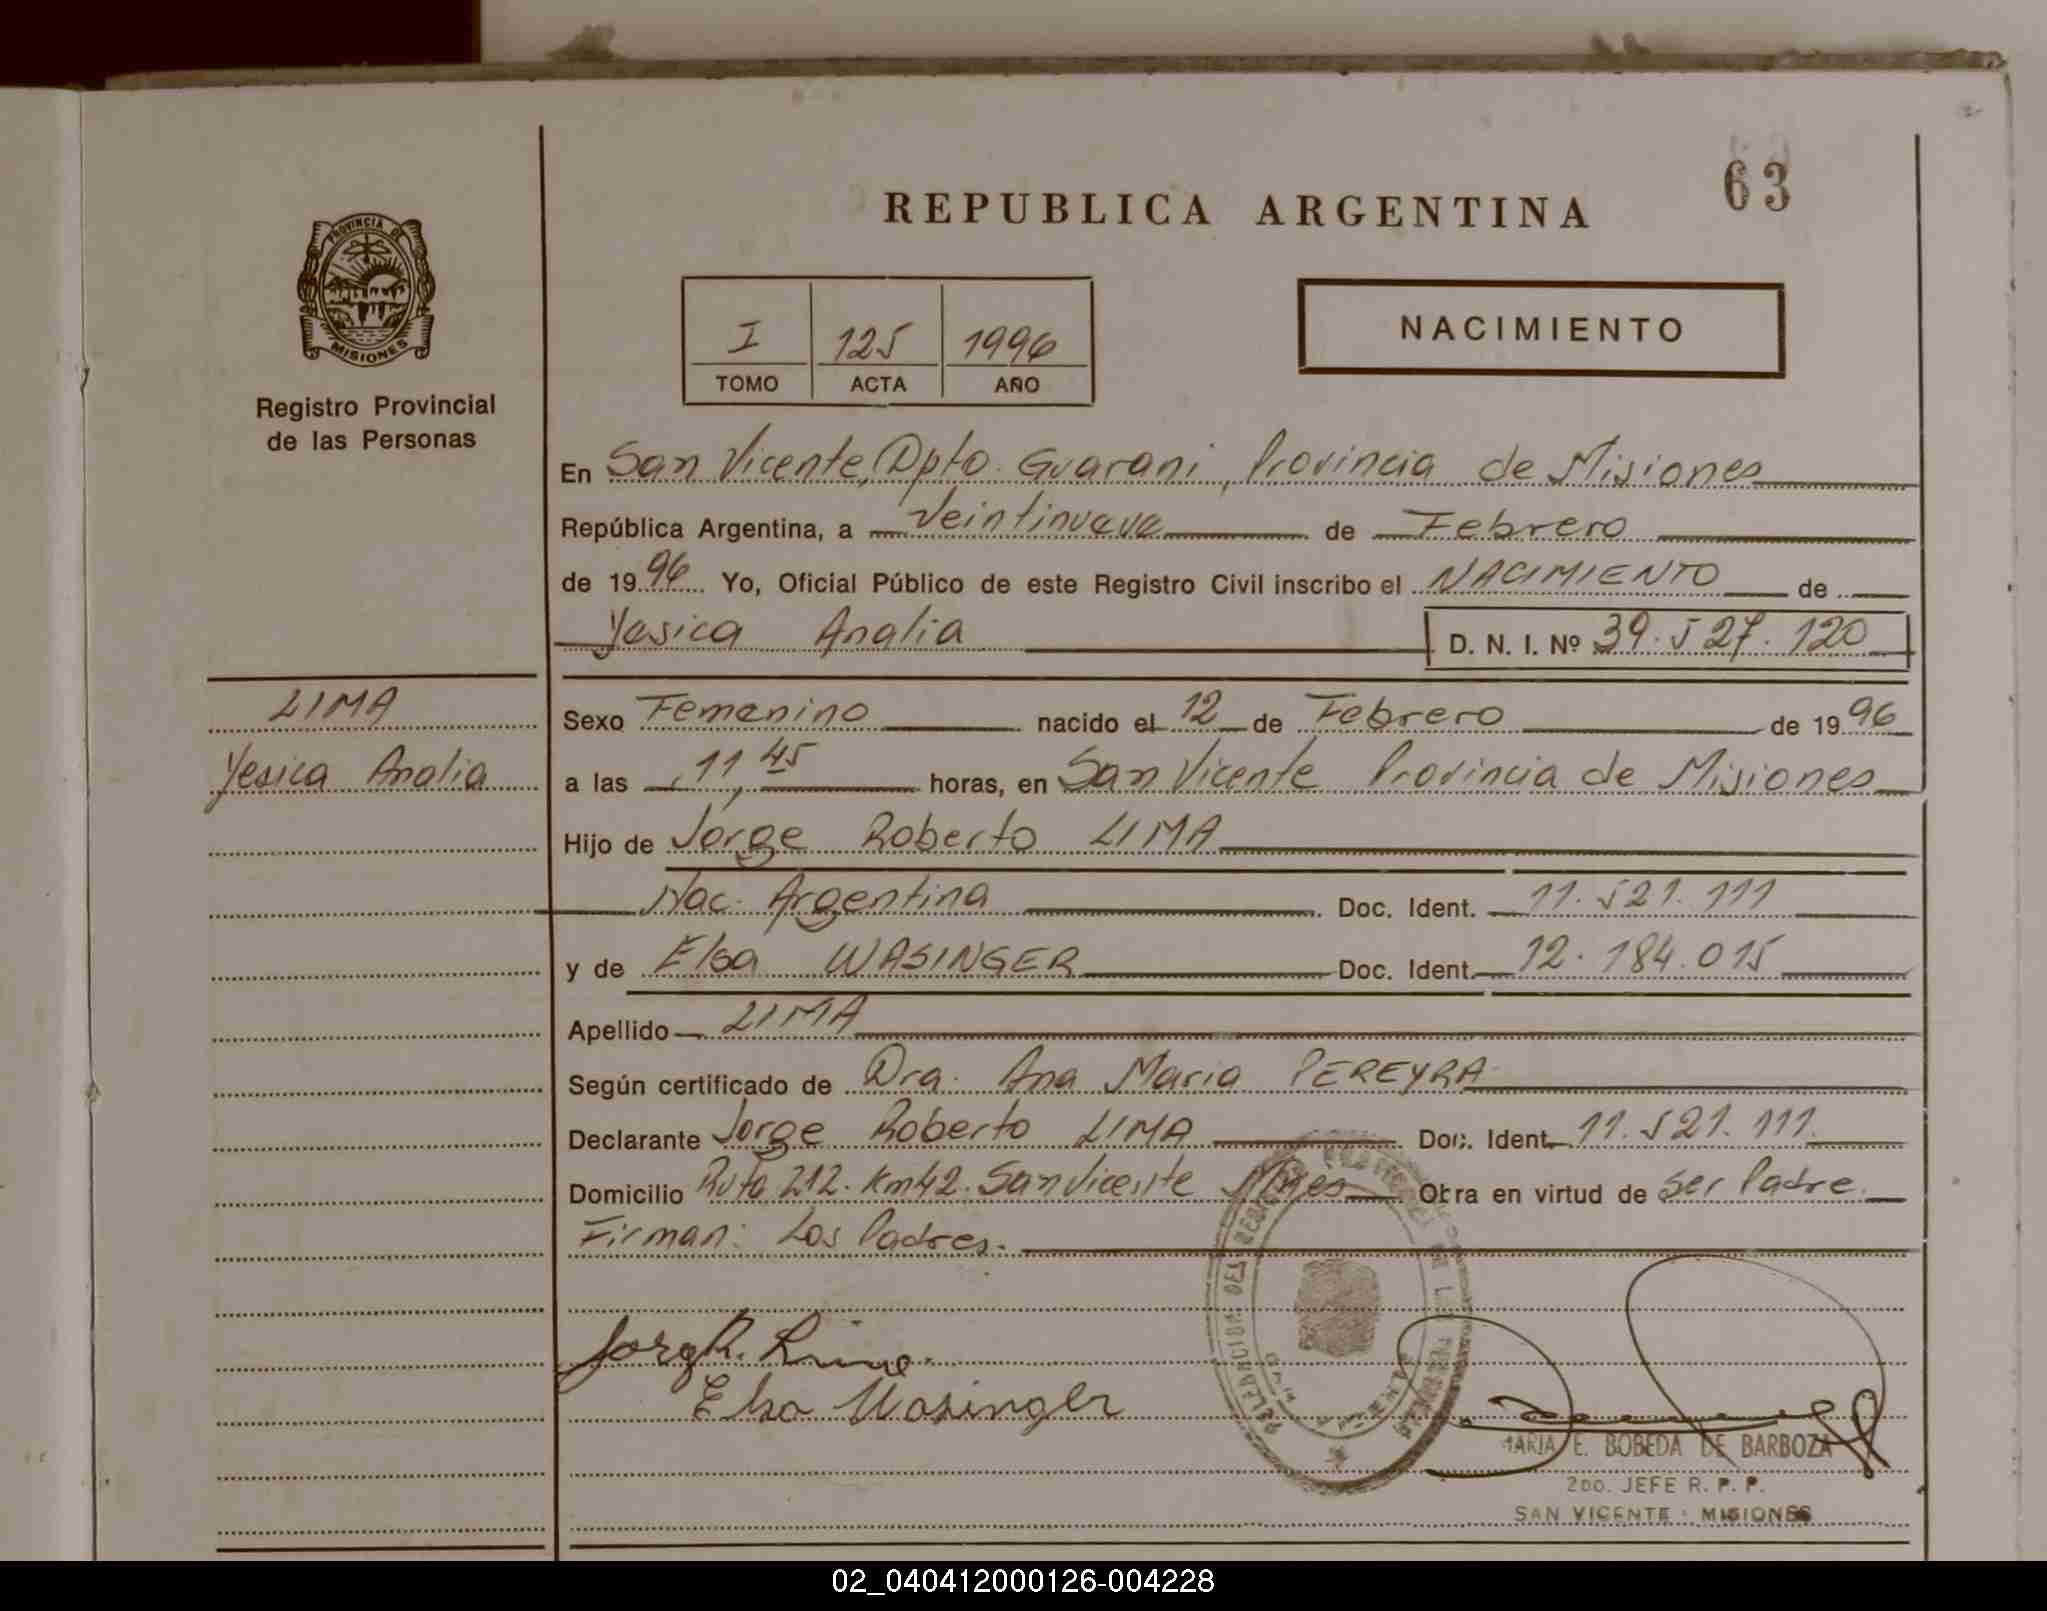 63
REPUBLICA ARGENTINA
PROVINCIA DE
MISIONES
Registro Provincial
de las Personas
I 125 1996
TOMO ACTA AÑO
NACIMIENTO
En San Vicente, Dpto. Guarani, Provincia de Misiones
República Argentina, a Veintinueve de Febrero
de 1996 Yo, Oficial Público de este Registro Civil inscribo el NACIMIENTO de
Yesica Analia D. N. I. Nº 39.527.120
LIMA
Yesica Analia
Sexo Femenino nacido el 12 de Febrero de 1996
a las 11,45 horas, en San Vicente Provincia de Misiones
Hijo de Jorge Roberto LIMA
Nac. Argentina Doc. Ident. 11.521.111
y de Elsa WASINGER Doc. Ident. 12.184.015
Apellido LIMA
Según certificado de Dra. Ana Maria PEREYRA
Declarante Jorge Roberto LIMA Doc. Ident. 11.521.111
Domicilio Ruta 212. Km 42. San Vicente Mnes Obra en virtud de ser Padre.
Firman: Los Padres.
Jorg R. Lima.
Elsa Wasinger
MARIA E. BOBEDA DE BARBOZA
2DO. JEFE R. P. P.
SAN VICENTE - MISIONES
02_040412000126-004228